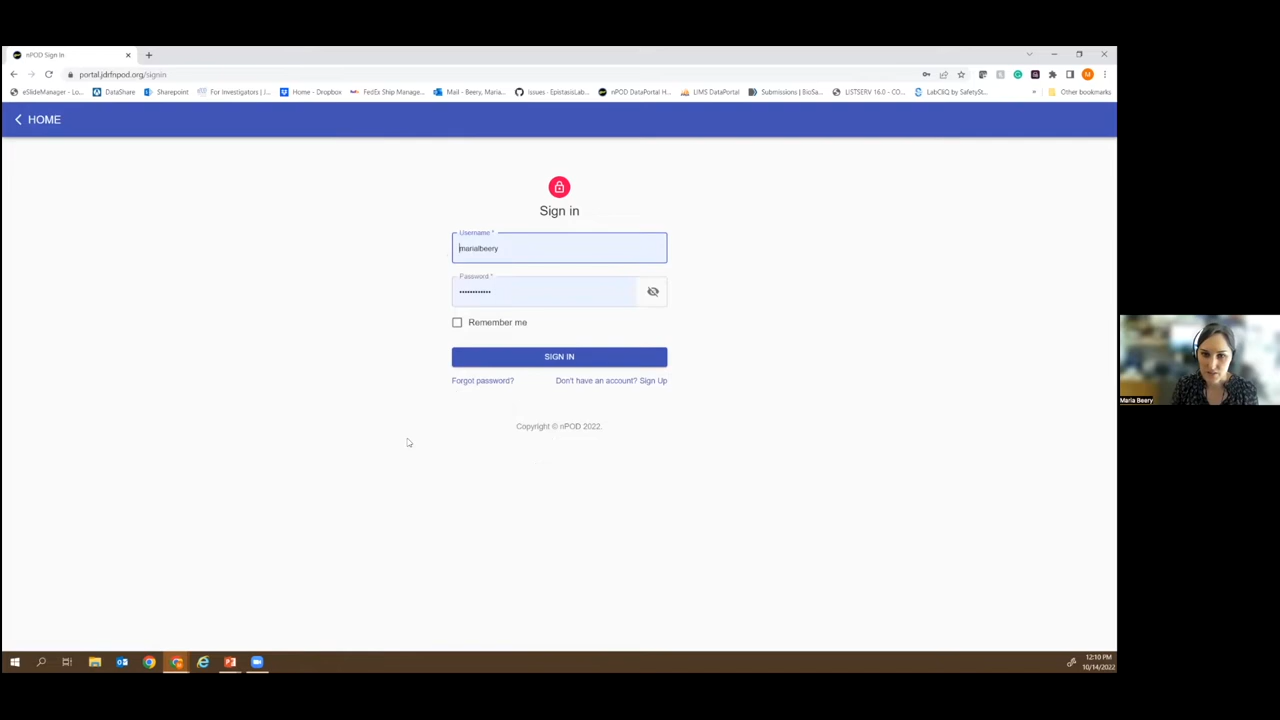 nPOD Sign In
portal.jdrfnpod.org/signin
eSlideManager - Lo...
DataShare
Sharepoint
For Investigators | J...
Home - Dropbox
FedEx Ship Manage...
Mail - Beery, Maria...
Issues · EpistasisLab...
nPOD DataPortal H...
LIMS DataPortal
Submissions | BioSa...
LISTSERV 16.0 - CO...
LabCliQ by SafetySt...
»
Other bookmarks
HOME
Sign in
Username *
marialbeery
Password *
••••••••••••
Remember me
SIGN IN
Forgot password?
Don't have an account? Sign Up
Copyright © nPOD 2022.
Maria Beery
12:10 PM
10/14/2022